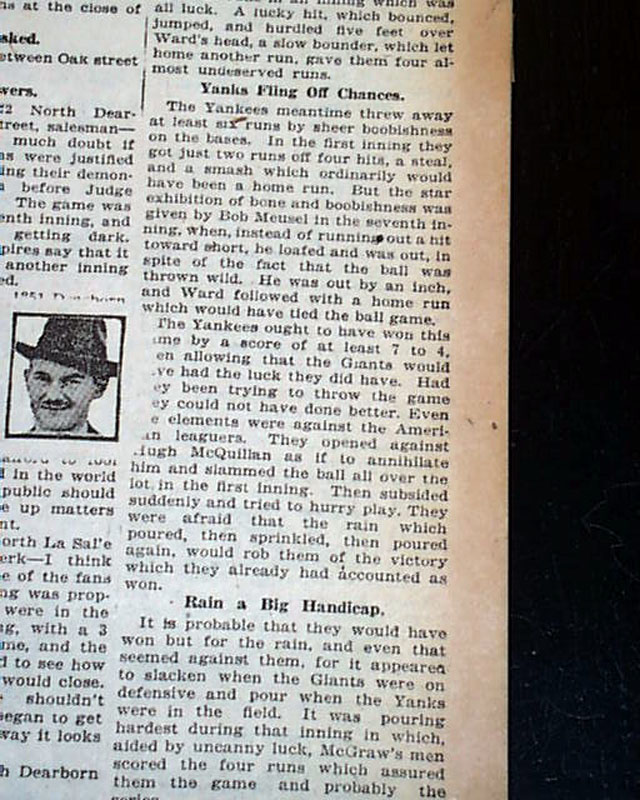 ns at the close of
sked.
etween Oak street
wers.
2 North Dear-
treet, salesman—
much doubt if
as were justified
ing their demon-
before Judge
The game was
enth inning, and
getting dark.
pires say that it
another inning
ed.
d in the world
public should
e up matters
nt.
orth La Sal'e
erk—I think
e of the fans
ng was prop-
were in the
ng, with a 3
me, and the
d to see how
would close.
shouldn't
began to get
way it looks
h Dearborn
an inning which was
all luck. A lucky hit, which bounced,
jumped, and hurdled five feet over
Ward's head, a slow bounder, which let
home another run, gave them four al-
most undeserved runs.
Yanks Fling Off Chances.
The Yankees meantime threw away
at least six runs by sheer boobishness
on the bases. In the first inning they
got just two runs off four hits, a steal,
and a smash which ordinarily would
have been a home run. But the star
exhibition of bone and boobishness was
given by Bob Meusel in the seventh in-
ning, when, instead of running out a hit
toward short, he loafed and was out, in
spite of the fact that the ball was
thrown wild. He was out by an inch,
and Ward followed with a home run
which would have tied the ball game.
The Yankees ought to have won this
me by a score of at least 7 to 4,
en allowing that the Giants would
ve had the luck they did have. Had
ey been trying to throw the game
ey could not have done better. Even
e elements were against the Ameri-
an leaguers. They opened against
Hugh McQuillan as if to annihilate
him and slammed the ball all over the
lot in the first inning. Then subsided
suddenly and tried to hurry play. They
were afraid that the rain which
poured, then sprinkled, then poured
again, would rob them of the victory
which they already had accounted as
won.
Rain a Big Handicap.
It is probable that they would have
won but for the rain, and even that
seemed against them, for it appeared
to slacken when the Giants were on
defensive and pour when the Yanks
were in the field. It was pouring
hardest during that inning in which,
aided by uncanny luck, McGraw's men
scored the four runs which assured
them the game and probably the
series.